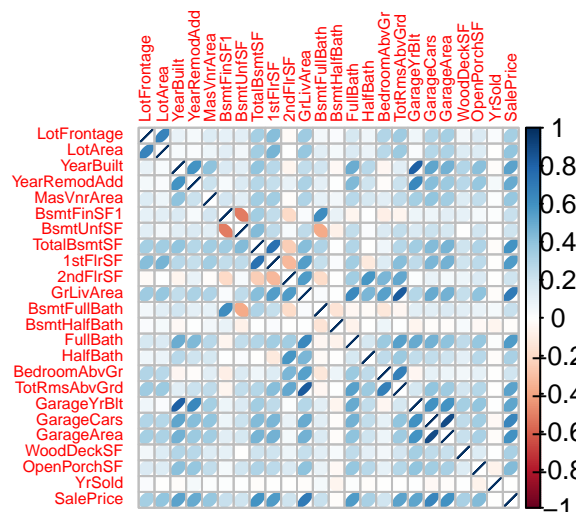 LotFrontage
LotArea
YearBuilt
YearRemodAdd
MasVnrArea
BsmtFinSF1
BsmtUnfSF
TotalBsmtSF
1stFlrSF
2ndFlrSF
GrLivArea
BsmtFullBath
BsmtHalfBath
FullBath
HalfBath
BedroomAbvGr
TotRmsAbvGrd
GarageYrBlt
GarageCars
GarageArea
WoodDeckSF
OpenPorchSF
YrSold
SalePrice
LotFrontage
LotArea
YearBuilt
YearRemodAdd
MasVnrArea
BsmtFinSF1
BsmtUnfSF
TotalBsmtSF
1stFlrSF
2ndFlrSF
GrLivArea
BsmtFullBath
BsmtHalfBath
FullBath
HalfBath
BedroomAbvGr
TotRmsAbvGrd
GarageYrBlt
GarageCars
GarageArea
WoodDeckSF
OpenPorchSF
YrSold
SalePrice
1
0.8
0.6
0.4
0.2
0
-0.2
-0.4
-0.6
-0.8
-1